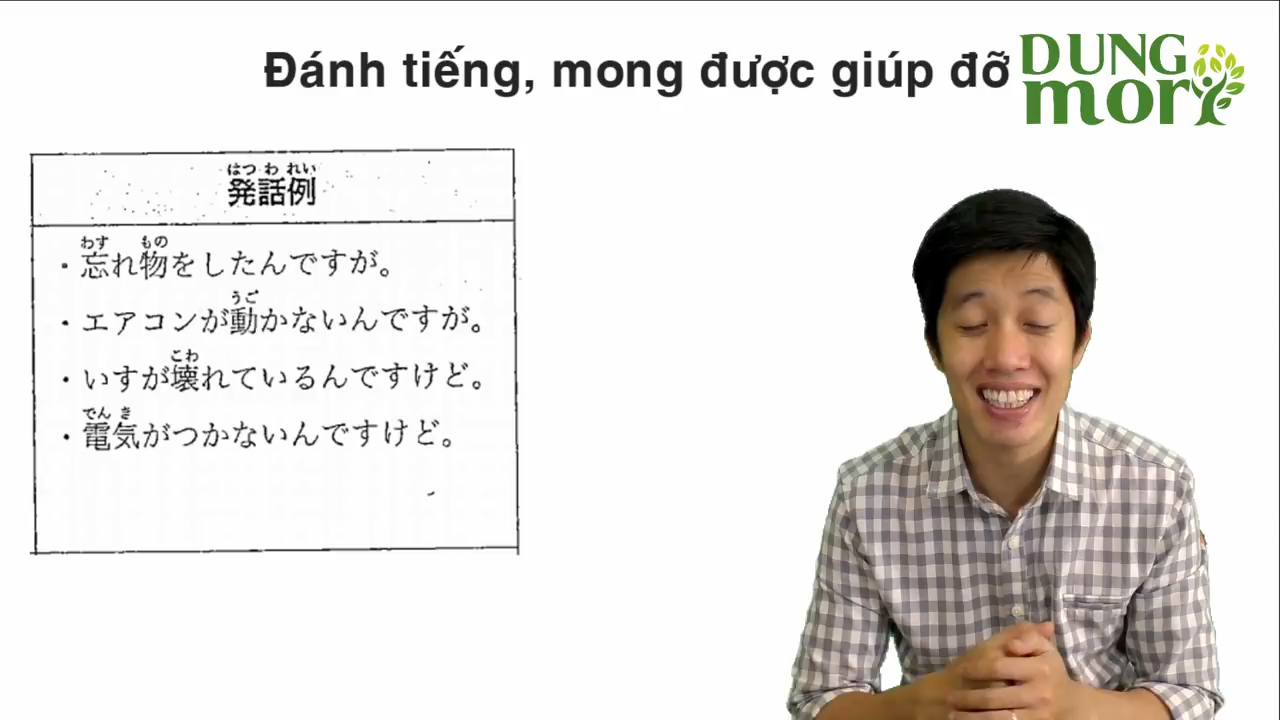 Đánh tiếng, mong được giúp đỡ
DUNG
mori
はつ わ れい
発話例
わす もの
・忘れ物をしたんですが。
うご
・エアコンが動かないんですが。
こわ
・いすが壊れているんですけど。
でん き
・電気がつかないんですけど。